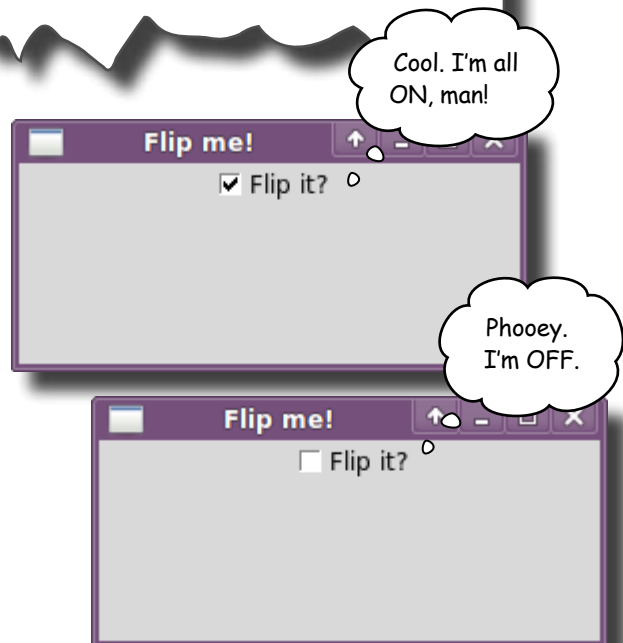 Cool. I'm all
ON, man!
Flip me!
Flip it?
Phooey.
I'm OFF.
Flip me!
Flip it?